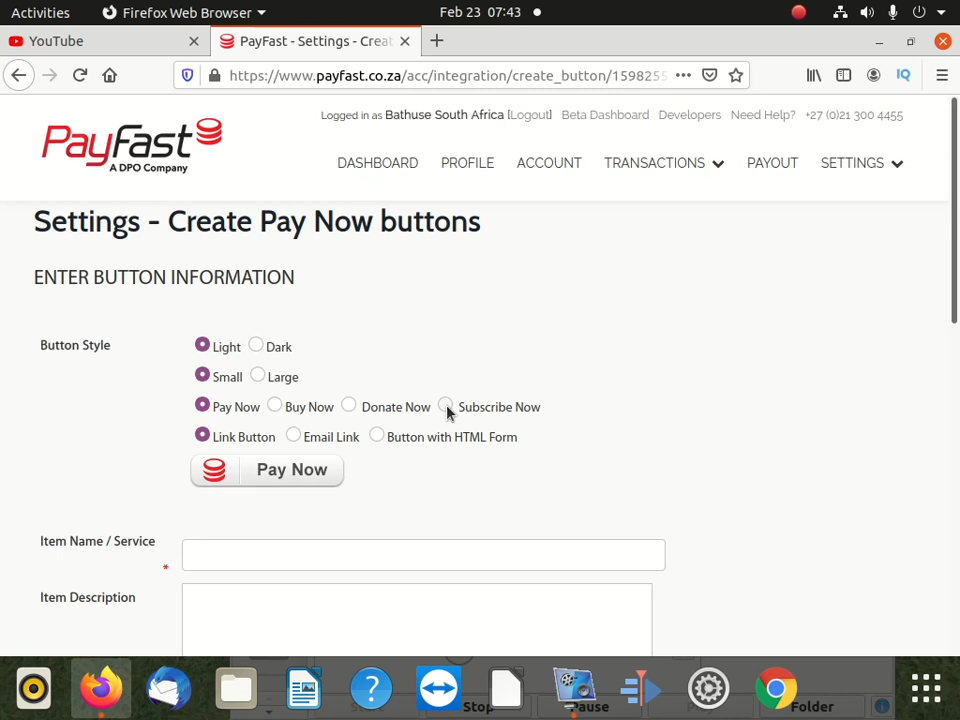 Activities Firefox Web Browser Feb 23 07:43
YouTube PayFast - Settings - Creat
https://www.payfast.co.za/acc/integration/create_button/1598255 IQ
Logged in as Bathuse South Africa [Logout] Beta Dashboard Developers Need Help? +27 (0)21 300 4455
PayFast
A DPO Company
DASHBOARD PROFILE ACCOUNT TRANSACTIONS PAYOUT SETTINGS
Settings - Create Pay Now buttons
ENTER BUTTON INFORMATION
Button Style Light Dark
Small Large
Pay Now Buy Now Donate Now Subscribe Now
Link Button Email Link Button with HTML Form
Pay Now
Item Name / Service
*
Item Description
Stop Pause Folder